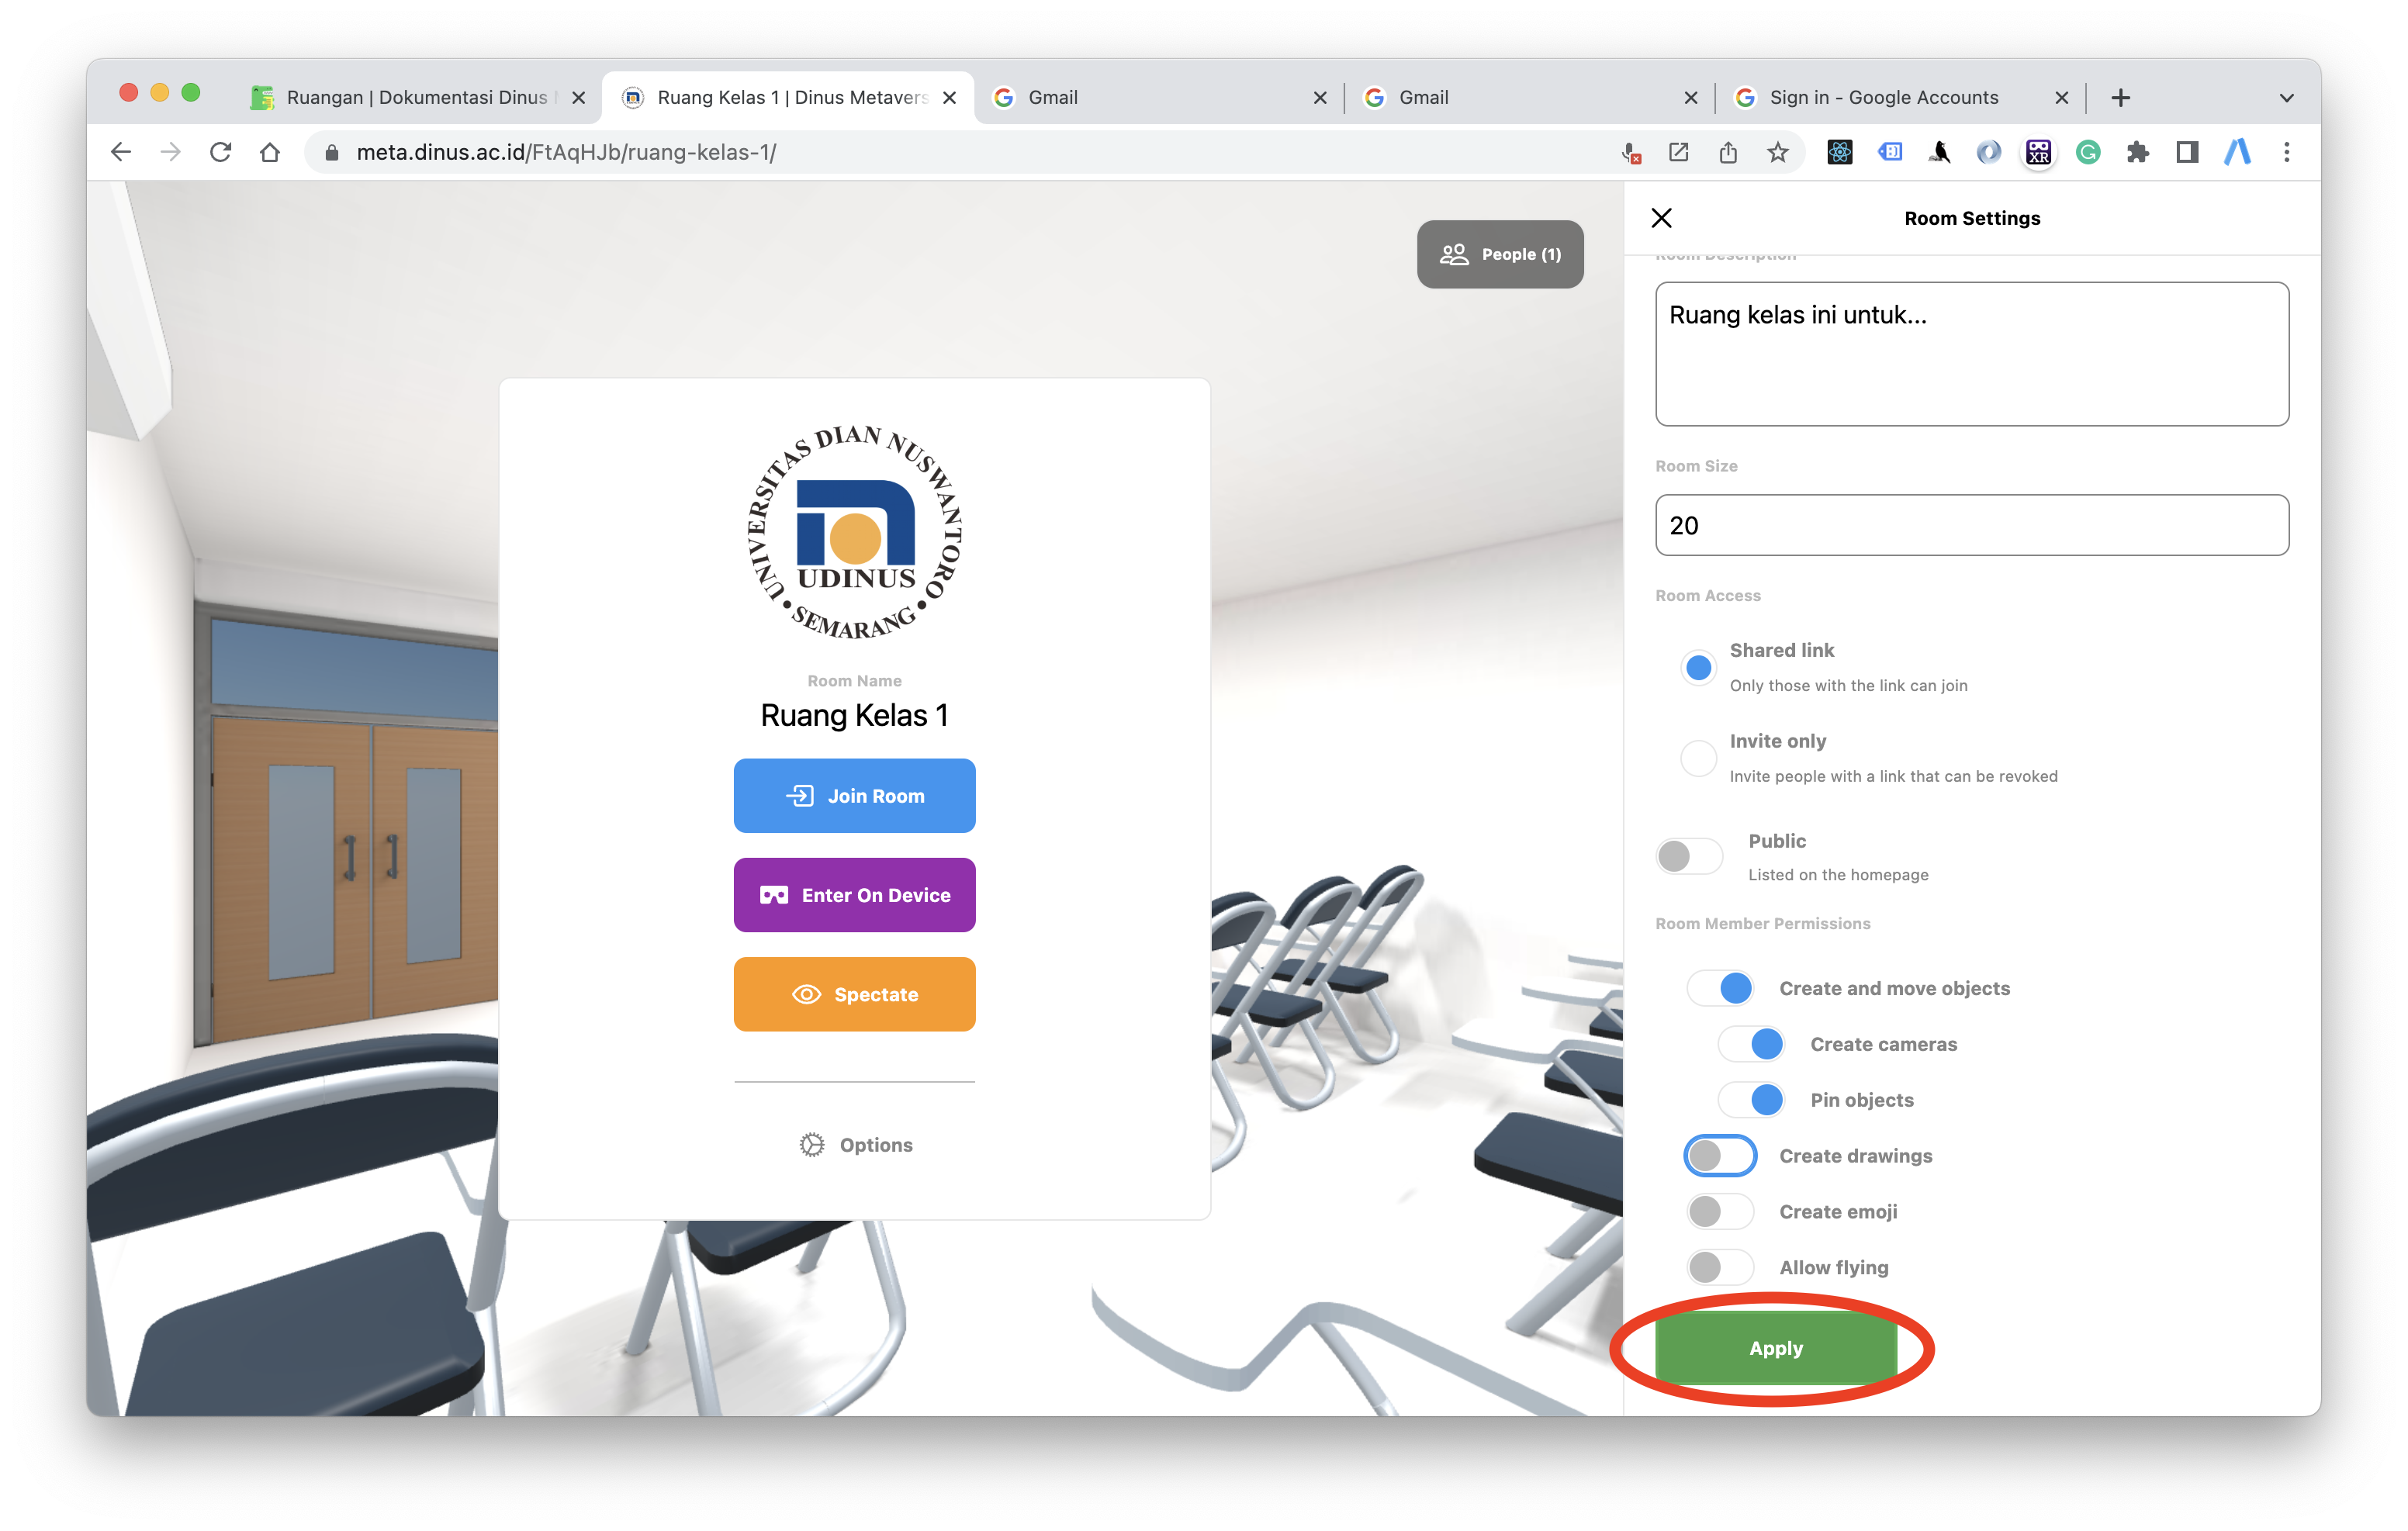 Ruangan | Dokumentasi Dinus
Ruang Kelas 1 | Dinus Metavers
Gmail
Gmail
Sign in - Google Accounts
meta.dinus.ac.id/FtAqHJb/ruang-kelas-1/
People (1)
UNIVERSITAS DIAN NUSWANTORO
UDINUS
• SEMARANG •
Room Name
Ruang Kelas 1
Join Room
Enter On Device
XR
Spectate
Options
Room Settings
Room Description
Ruang kelas ini untuk...
Room Size
20
Room Access
Shared link
Only those with the link can join
Invite only
Invite people with a link that can be revoked
Public
Listed on the homepage
Room Member Permissions
Create and move objects
Create cameras
Pin objects
Create drawings
Create emoji
Allow flying
Apply